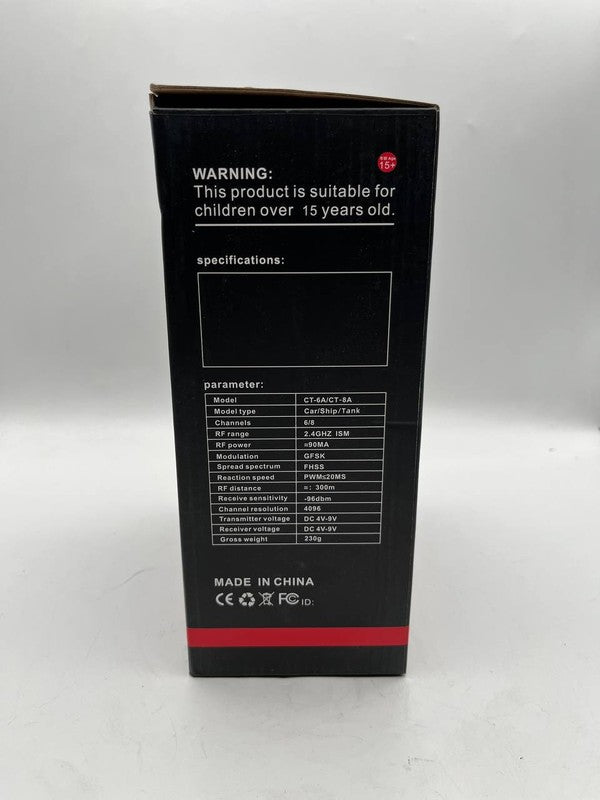 15+
WARNING:
This product is suitable for
children over 15 years old.
specifications:
parameter:
Model CT-6A/CT-8A
Model type Car/Ship/Tank
Channels 6/8
RF range 2.4GHZ ISM
RF power ≈90MA
Modulation GFSK
Spread spectrum FHSS
Reaction speed PWM≤20MS
RF distance ≈: 300m
Receive sensitivity -96dbm
Channel resolution 4096
Transmitter voltage DC 4V-9V
Receiver voltage DC 4V-9V
Gross weight 230g
MADE IN CHINA
CE FC ID: